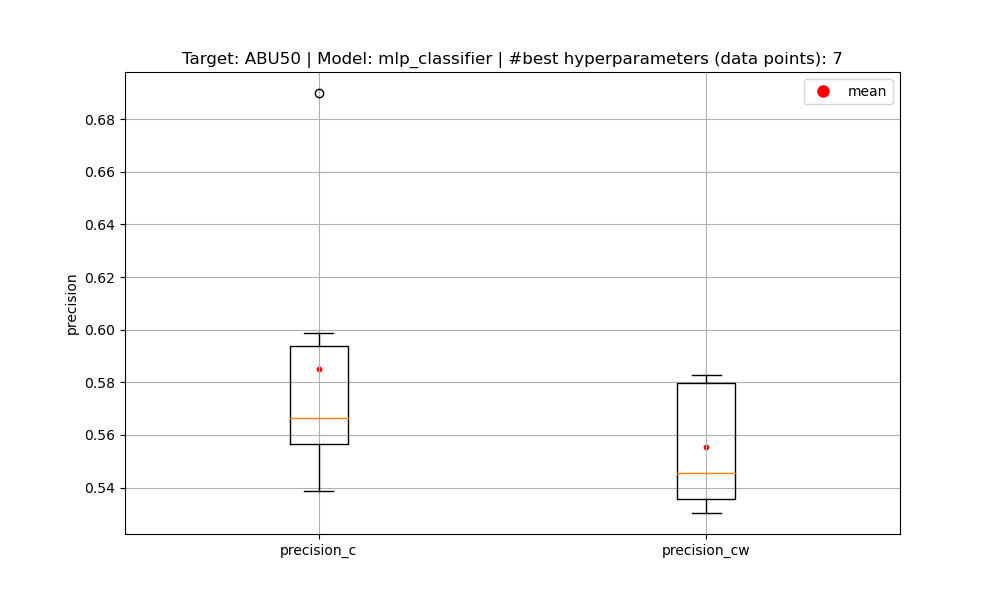 Target: ABU50 | Model: mlp_classifier | #best hyperparameters (data points): 7
mean
0.68
0.66
0.64
0.62
0.60
0.58
0.56
0.54
precision
precision_c
precision_cw